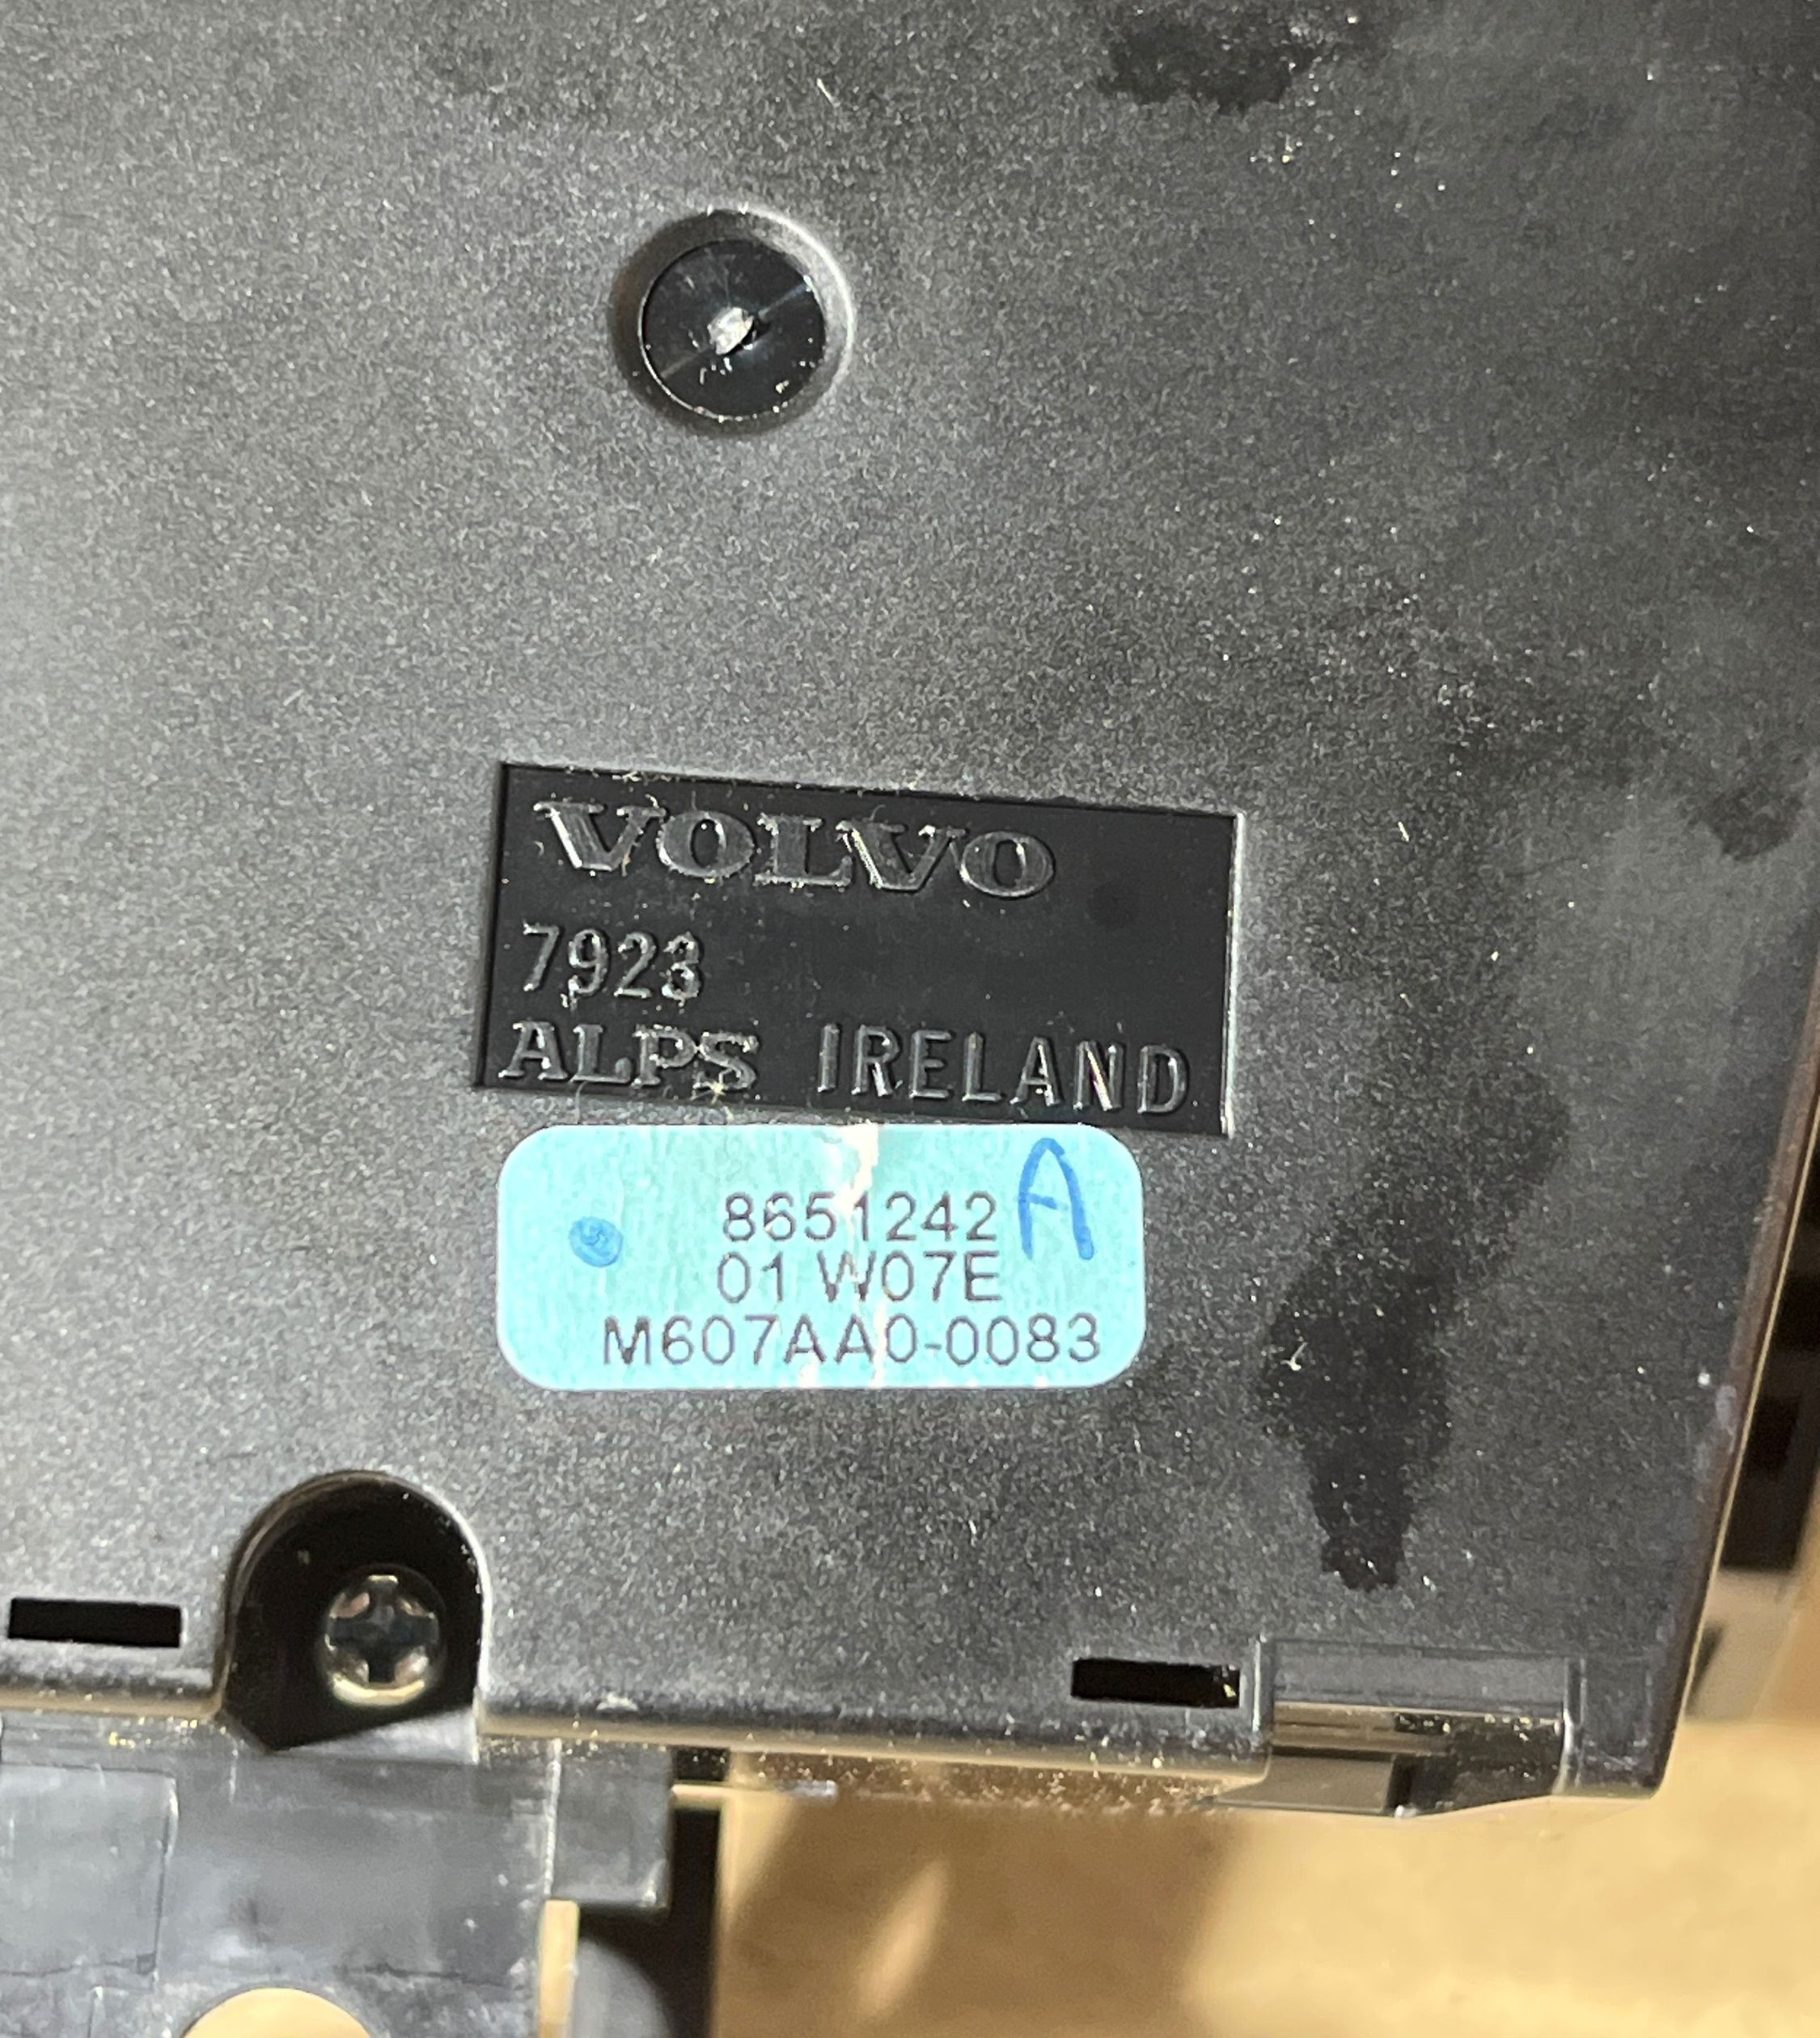 VOLVO
7923
ALPS IRELAND
8651242 A
01 W07E
M607AA0-0083